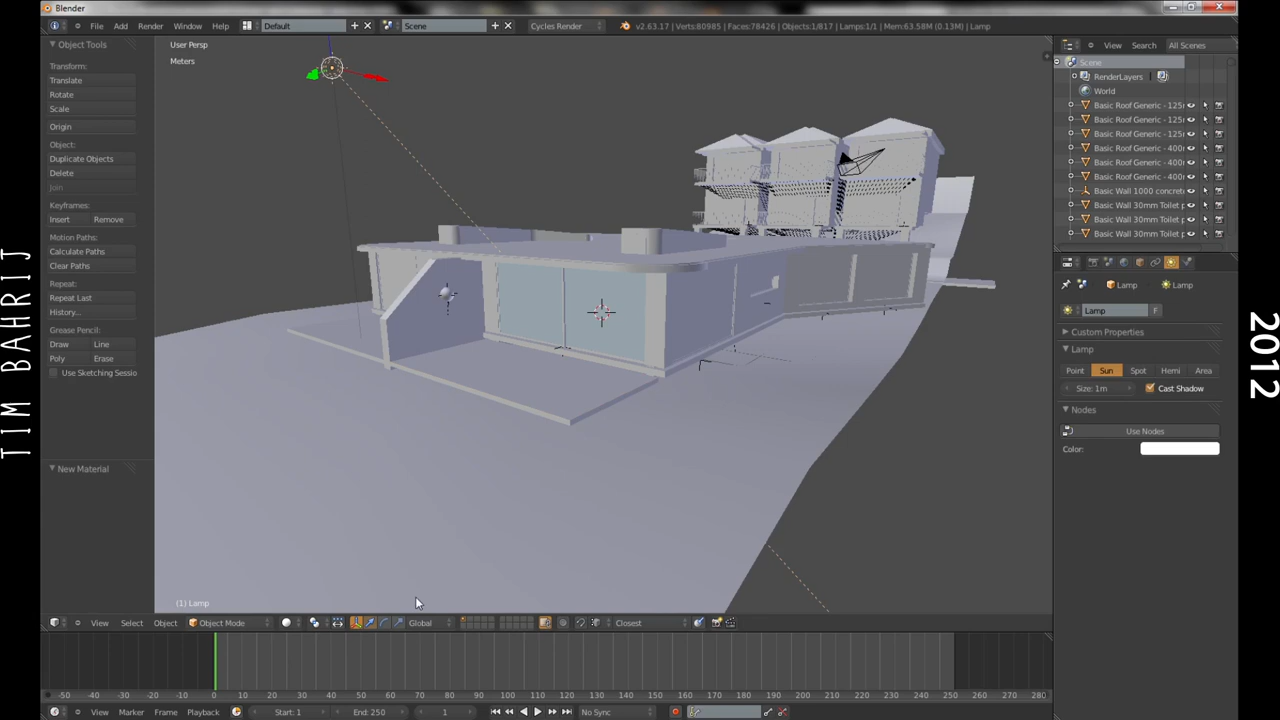 Blender
File Add Render Window Help Default Scene Cycles Render v2.63.17 | Verts:80985 | Faces:78426 | Objects:1/817 | Lamps:1/1 | Mem:63.58M (0.13M) | Lamp
Object Tools
Transform:
Translate
Rotate
Scale
Origin
Object:
Duplicate Objects
Delete
Join
Keyframes:
Insert Remove
Motion Paths:
Calculate Paths
Clear Paths
Repeat:
Repeat Last
History...
Grease Pencil:
Draw Line
Poly Erase
Use Sketching Sessio
New Material
User Persp
Meters
(1) Lamp
View Search All Scenes
Scene
RenderLayers
World
Basic Roof Generic - 125
Basic Roof Generic - 125
Basic Roof Generic - 125
Basic Roof Generic - 400
Basic Roof Generic - 400
Basic Roof Generic - 400
Basic Wall 1000 concret
Basic Wall 30mm Toilet p
Basic Wall 30mm Toilet p
Basic Wall 30mm Toilet p
Lamp Lamp
Lamp F
Custom Properties
Lamp
Point Sun Spot Hemi Area
Size: 1m Cast Shadow
Nodes
Use Nodes
Color:
View Select Object Object Mode Global Closest
-50 -40 -30 -20 -10 0 10 20 30 40 50 60 70 80 90 100 110 120 130 140 150 160 170 180 190 200 210 220 230 240 250 260 270 280
View Marker Frame Playback Start: 1 End: 250 1 No Sync
TIM BAHRIJ
2012